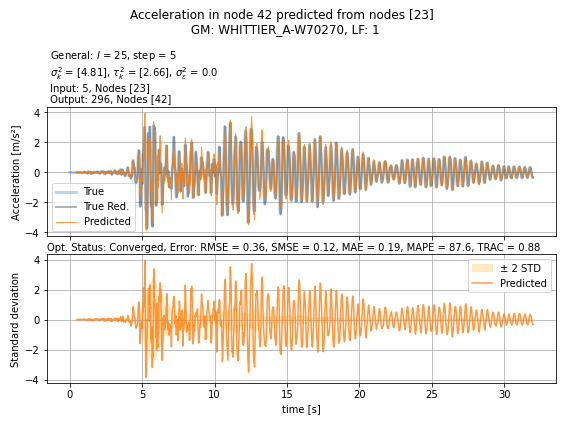 Acceleration in node 42 predicted from nodes [23]
GM: WHITTIER_A-W70270, LF: 1
General: l = 25, step = 5
σ²ₖ = [4.81], τ²ₖ = [2.66], σ²ε = 0.0
Input: 5, Nodes [23]
Output: 296, Nodes [42]
Acceleration [m/s²]
4
2
0
−2
−4
True
True Red.
Predicted
Opt. Status: Converged, Error: RMSE = 0.36, SMSE = 0.12, MAE = 0.19, MAPE = 87.6, TRAC = 0.88
Standard deviation
4
2
0
−2
−4
± 2 STD
Predicted
0 5 10 15 20 25 30
time [s]